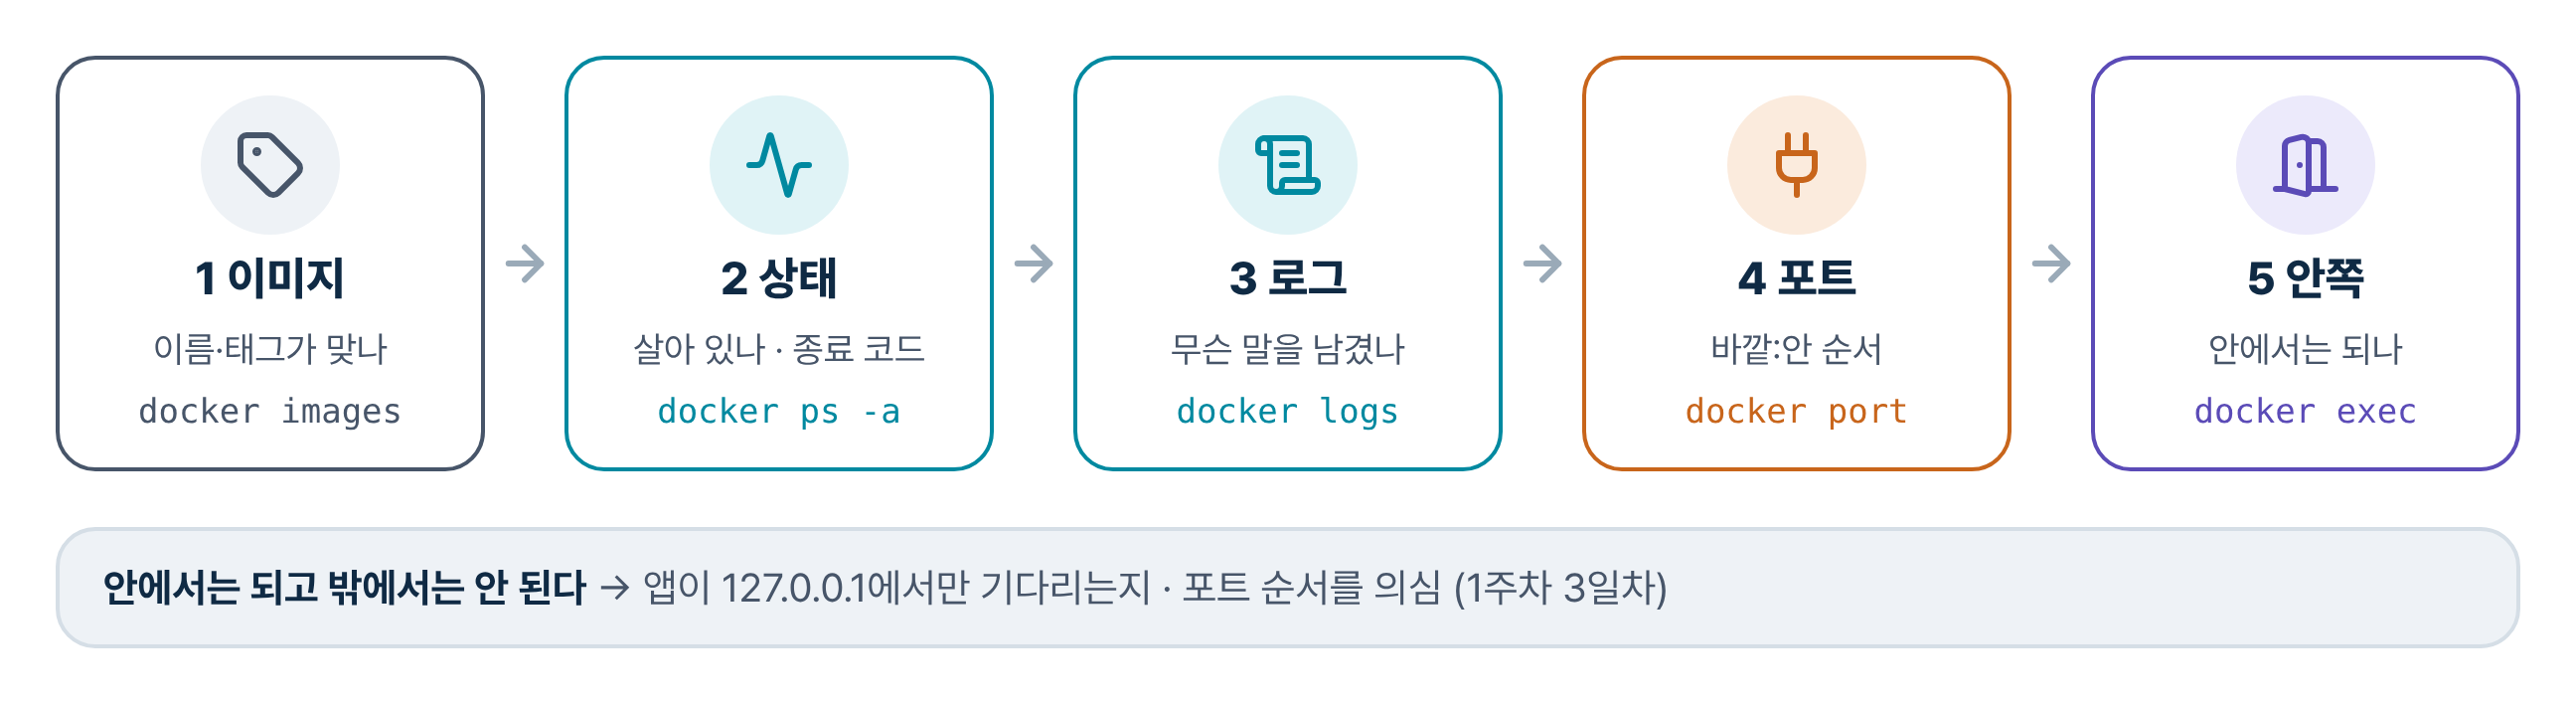 1 이미지
이름·태그가 맞나
docker images
2 상태
살아 있나 · 종료 코드
docker ps -a
3 로그
무슨 말을 남겼나
docker logs
4 포트
바깥:안 순서
docker port
5 안쪽
안에서는 되나
docker exec
안에서는 되고 밖에서는 안 된다 → 앱이 127.0.0.1에서만 기다리는지 · 포트 순서를 의심 (1주차 3일차)